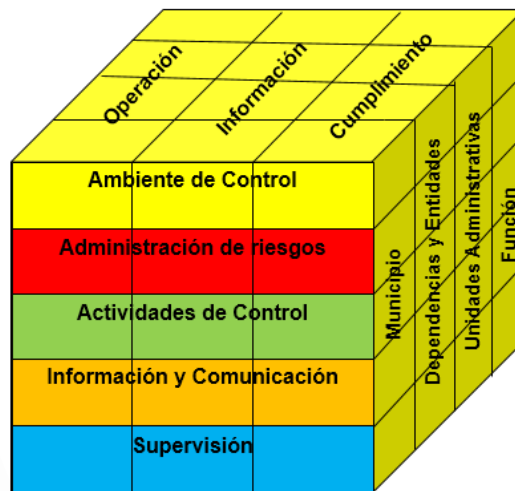 Operación
Información
Cumplimiento
Ambiente de Control
Administración de riesgos
Actividades de Control
Información y Comunicación
Supervisión
Municipio
Dependencias y Entidades
Unidades Administrativas
Función